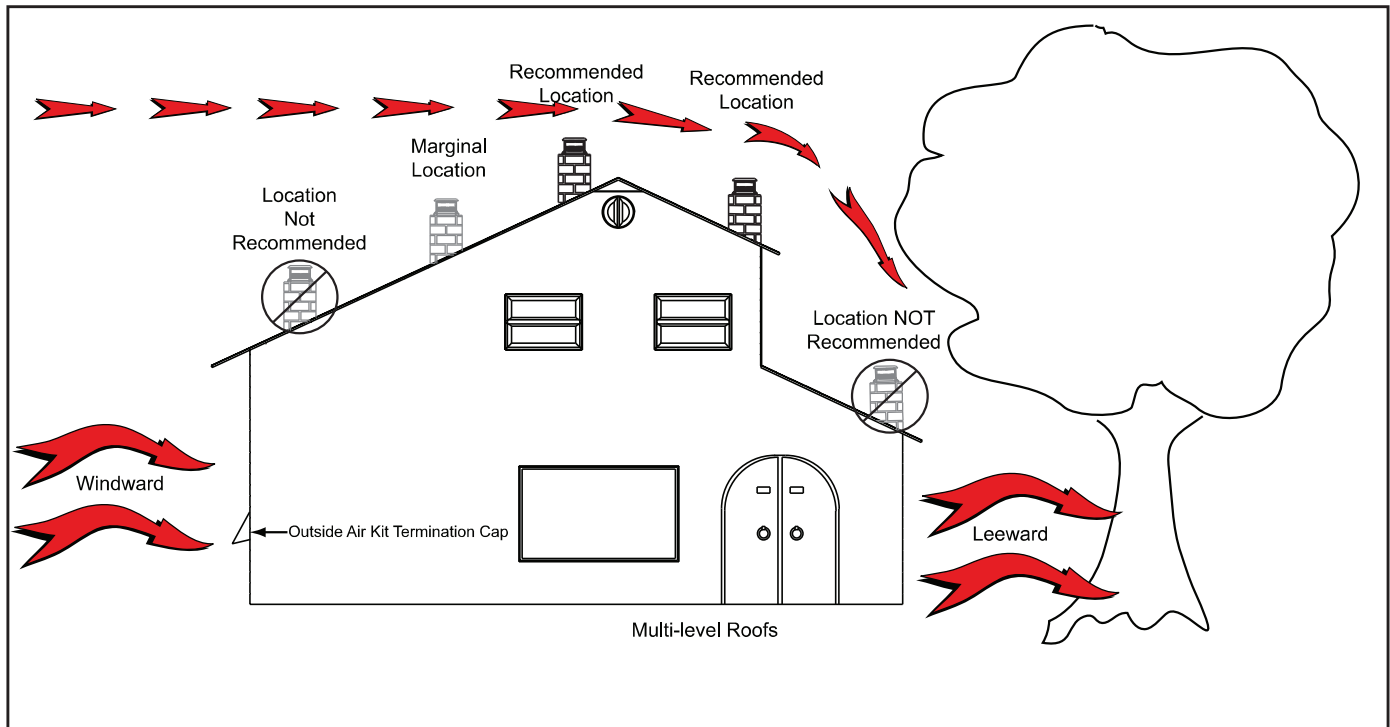 Recommended
Location
Recommended
Location
Marginal
Location
Location
Not
Recommended
Location NOT
Recommended
Windward
Outside Air Kit Termination Cap
Leeward
Multi-level Roofs